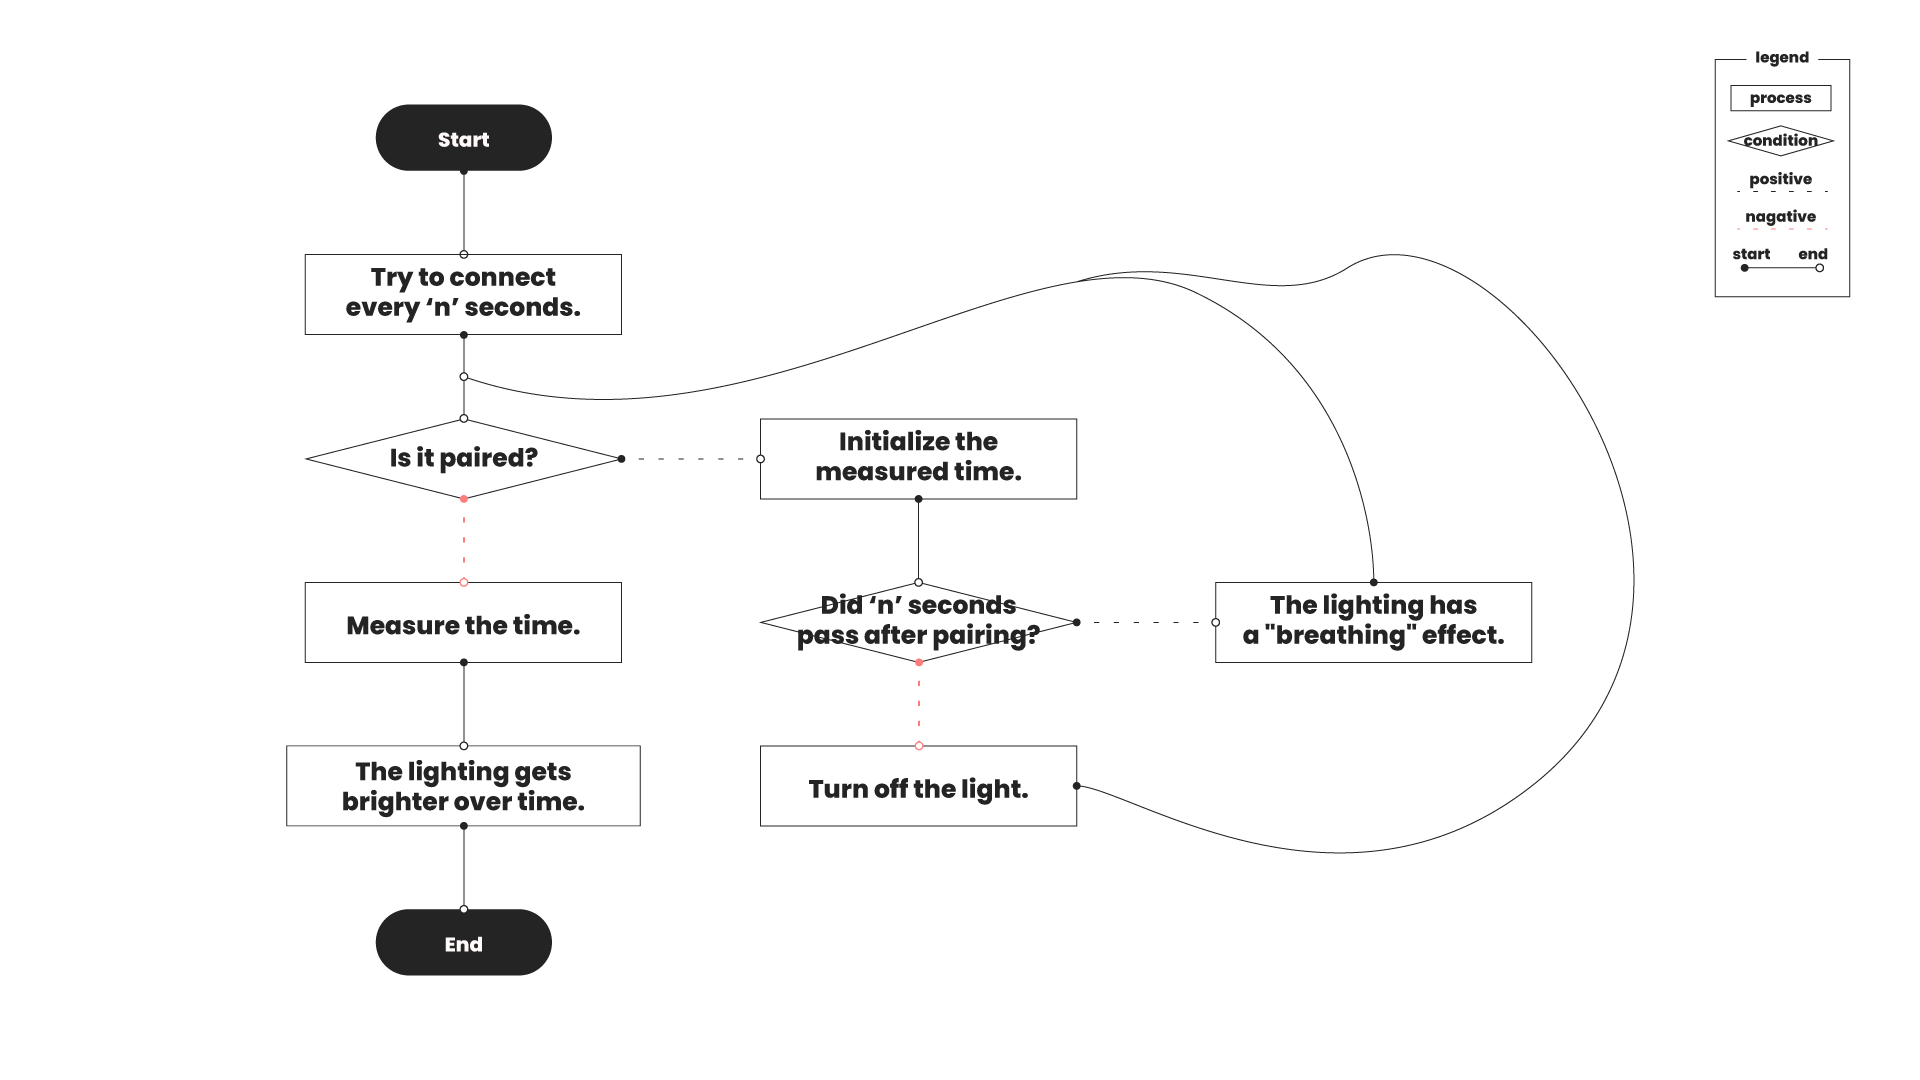 legend
process
condition
positive
nagative
start end
Start
Try to connect
every ‘n’ seconds.
Is it paired?
Initialize the
measured time.
Measure the time.
Did ‘n’ seconds
pass after pairing?
The lighting has
a "breathing" effect.
The lighting gets
brighter over time.
Turn off the light.
End